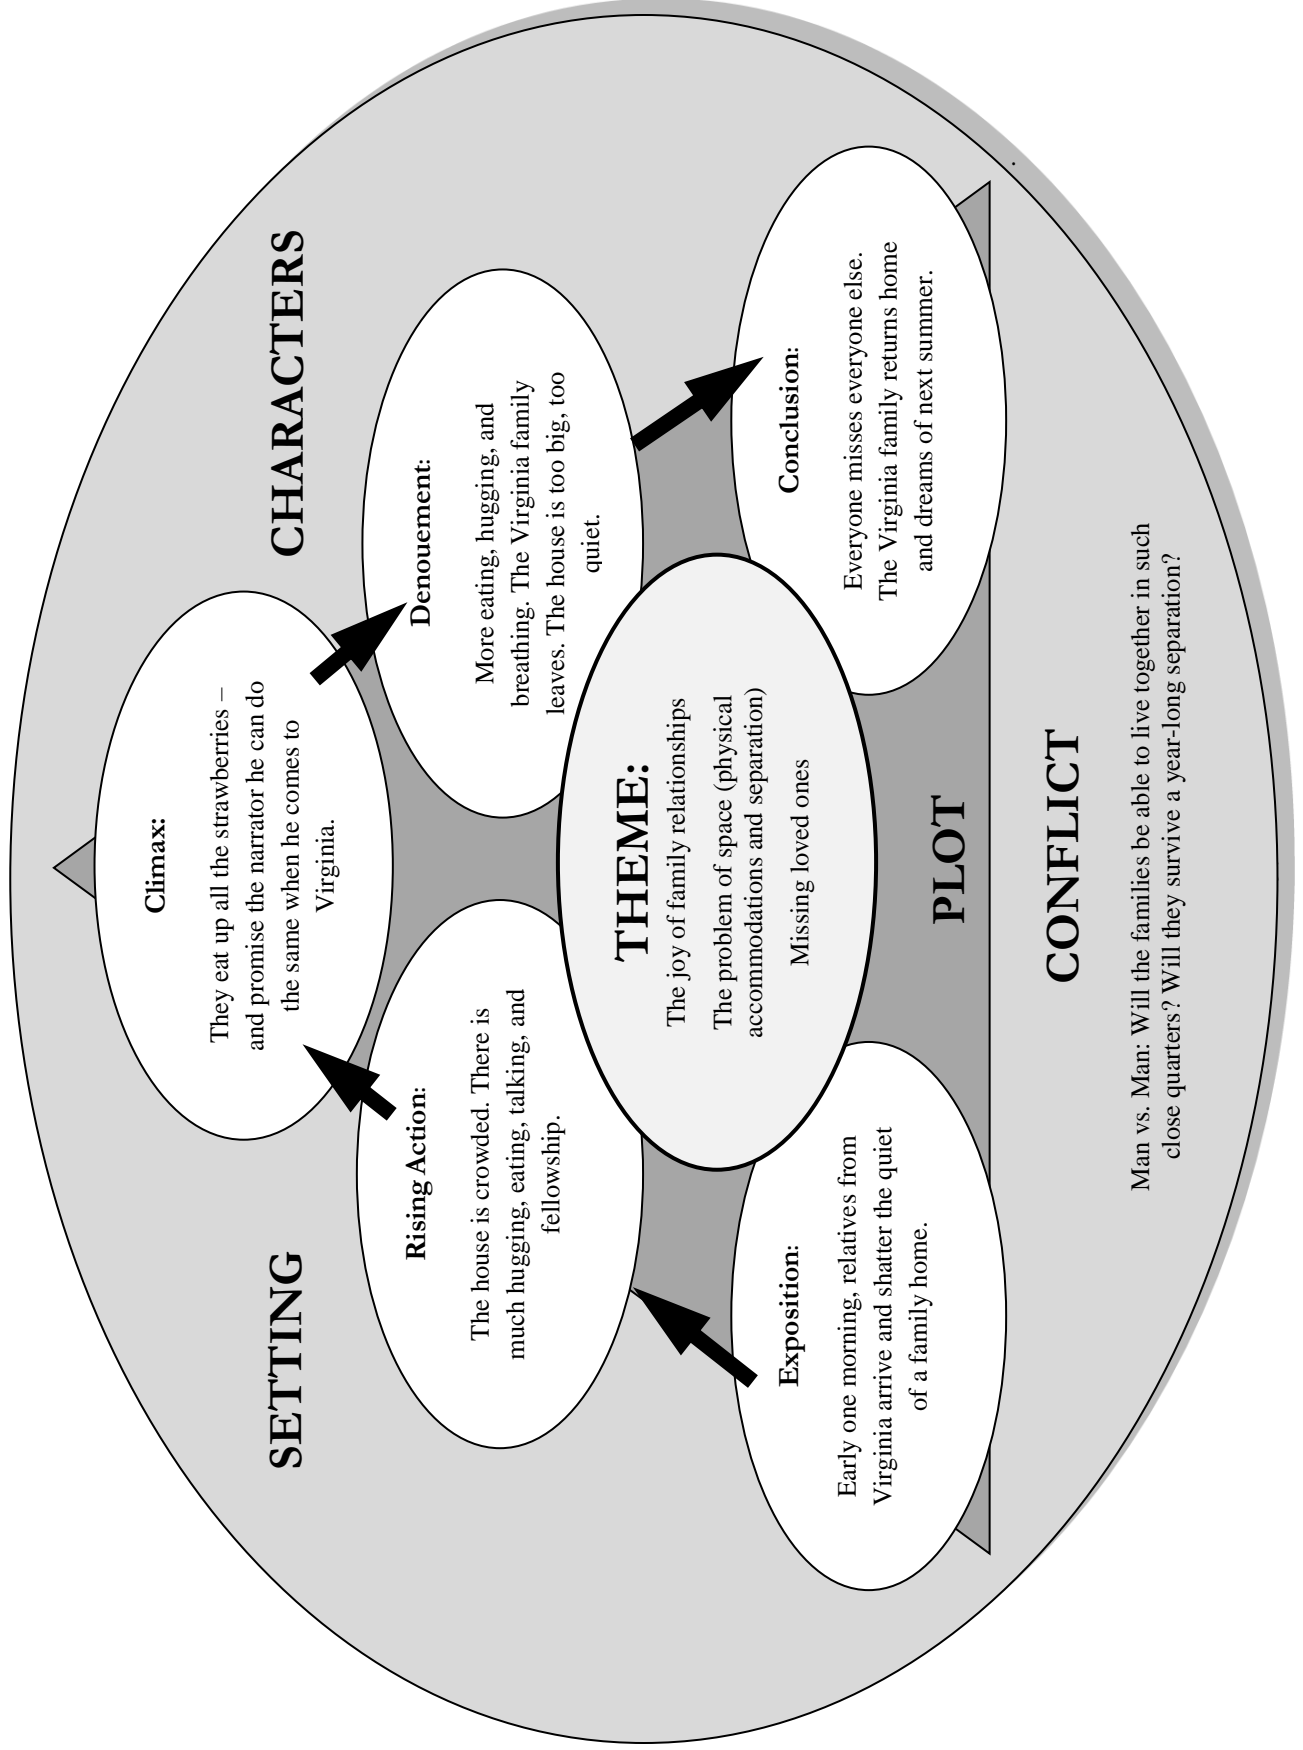 SETTING
CHARACTERS
Climax:
They eat up all the strawberries –
and promise the narrator he can do
the same when he comes to
Virginia.
Rising Action:
The house is crowded. There is
much hugging, eating, talking, and
fellowship.
Denouement:
More eating, hugging, and
breathing. The Virginia family
leaves. The house is too big, too
quiet.
THEME:
The joy of family relationships
The problem of space (physical
accommodations and separation)
Missing loved ones
Exposition:
Early one morning, relatives from
Virginia arrive and shatter the quiet
of a family home.
Conclusion:
Everyone misses everyone else.
The Virginia family returns home
and dreams of next summer.
PLOT
CONFLICT
Man vs. Man: Will the families be able to live together in such
close quarters? Will they survive a year-long separation?